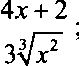 4x + 2
3∛x² ;